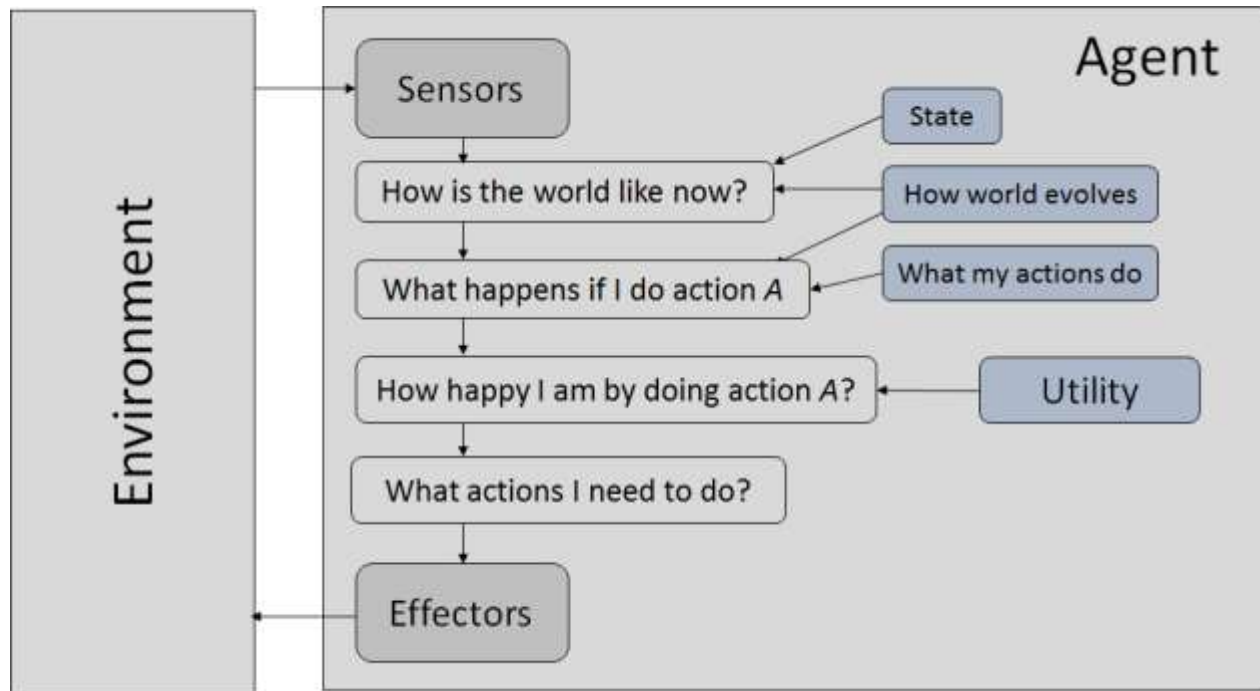 Agent
Sensors
State
How is the world like now?
How world evolves
What happens if I do action A
What my actions do
How happy I am by doing action A?
Utility
What actions I need to do?
Effectors
Environment